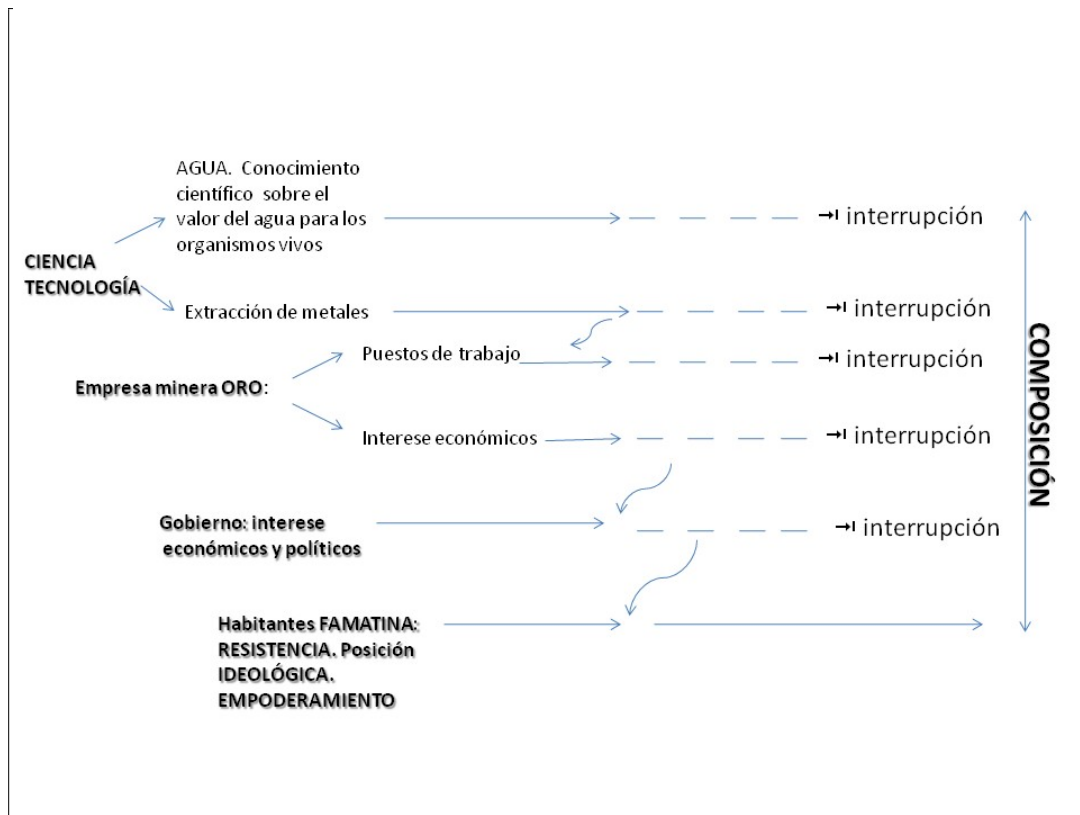 AGUA. Conocimiento
científico sobre el
valor del agua para los
organismos vivos
interrupción
CIENCIA
TECNOLOGÍA
Extracción de metales
interrupción
Puestos de trabajo
interrupción
Empresa minera ORO:
Interese económicos
interrupción
Gobierno: interese
económicos y políticos
interrupción
Habitantes FAMATINA:
RESISTENCIA. Posición
IDEOLÓGICA.
EMPODERAMIENTO
COMPOSICIÓN